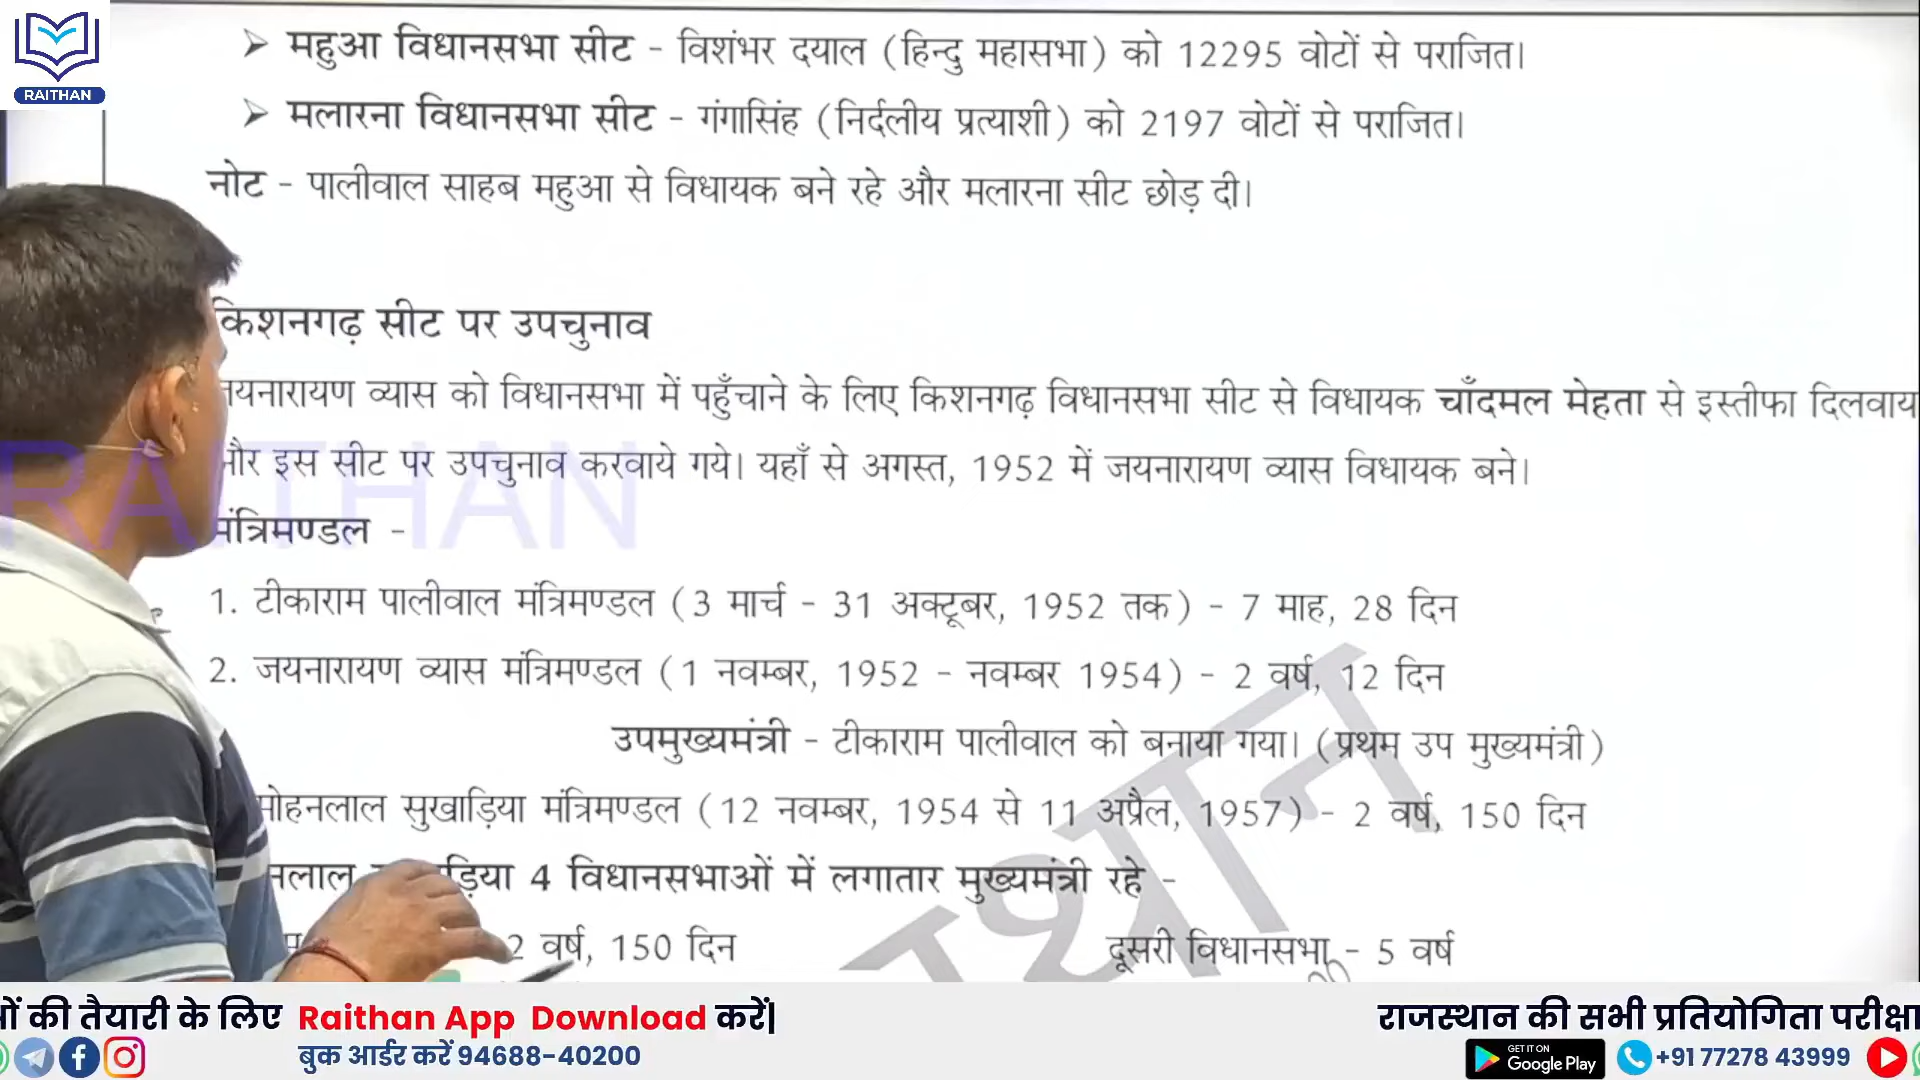 RAITHAN
➢ महुआ विधानसभा सीट - विशंभर दयाल (हिन्दु महासभा) को 12295 वोटों से पराजित।
➢ मलारना विधानसभा सीट - गंगासिंह (निर्दलीय प्रत्याशी) को 2197 वोटों से पराजित।
नोट - पालीवाल साहब महुआ से विधायक बने रहे और मलारना सीट छोड़ दी।
किशनगढ़ सीट पर उपचुनाव
जयनारायण व्यास को विधानसभा में पहुँचाने के लिए किशनगढ़ विधानसभा सीट से विधायक चाँदमल मेहता से इस्तीफा दिलवाय
और इस सीट पर उपचुनाव करवाये गये। यहाँ से अगस्त, 1952 में जयनारायण व्यास विधायक बने।
RAITHAN
मंत्रिमण्डल -
1. टीकाराम पालीवाल मंत्रिमण्डल (3 मार्च - 31 अक्टूबर, 1952 तक) - 7 माह, 28 दिन
2. जयनारायण व्यास मंत्रिमण्डल (1 नवम्बर, 1952 - नवम्बर 1954) - 2 वर्ष, 12 दिन
उपमुख्यमंत्री - टीकाराम पालीवाल को बनाया गया। (प्रथम उप मुख्यमंत्री)
मोहनलाल सुखाड़िया मंत्रिमण्डल (12 नवम्बर, 1954 से 11 अप्रैल, 1957) - 2 वर्ष, 150 दिन
नलाल ड़िया 4 विधानसभाओं में लगातार मुख्यमंत्री रहे -
2 वर्ष, 150 दिन दूसरी विधानसभा - 5 वर्ष
ों की तैयारी के लिए Raithan App Download करें|
राजस्थान की सभी प्रतियोगिता परीक्षा
बुक आर्डर करें 94688-40200
GET IT ON
Google Play
+91 77278 43999